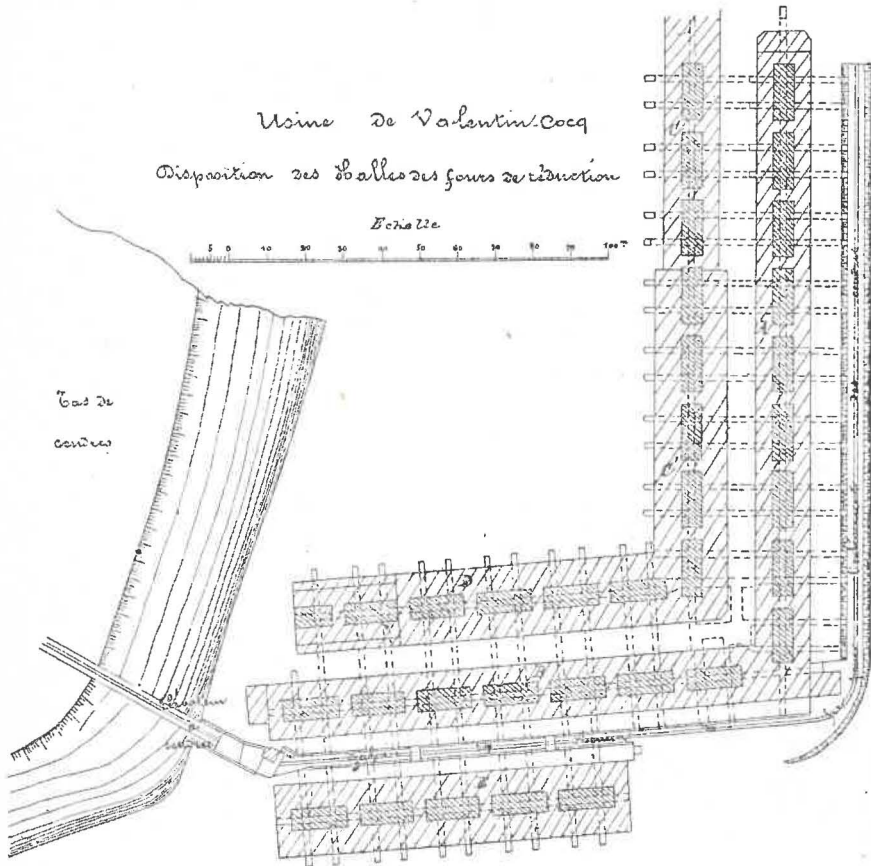 Usine de Valentin-Cocq
Disposition des Halles des fours de réduction
Echelle
5 0 10 20 30 40 50 60 70 80 90 100m
Tas de
cendres